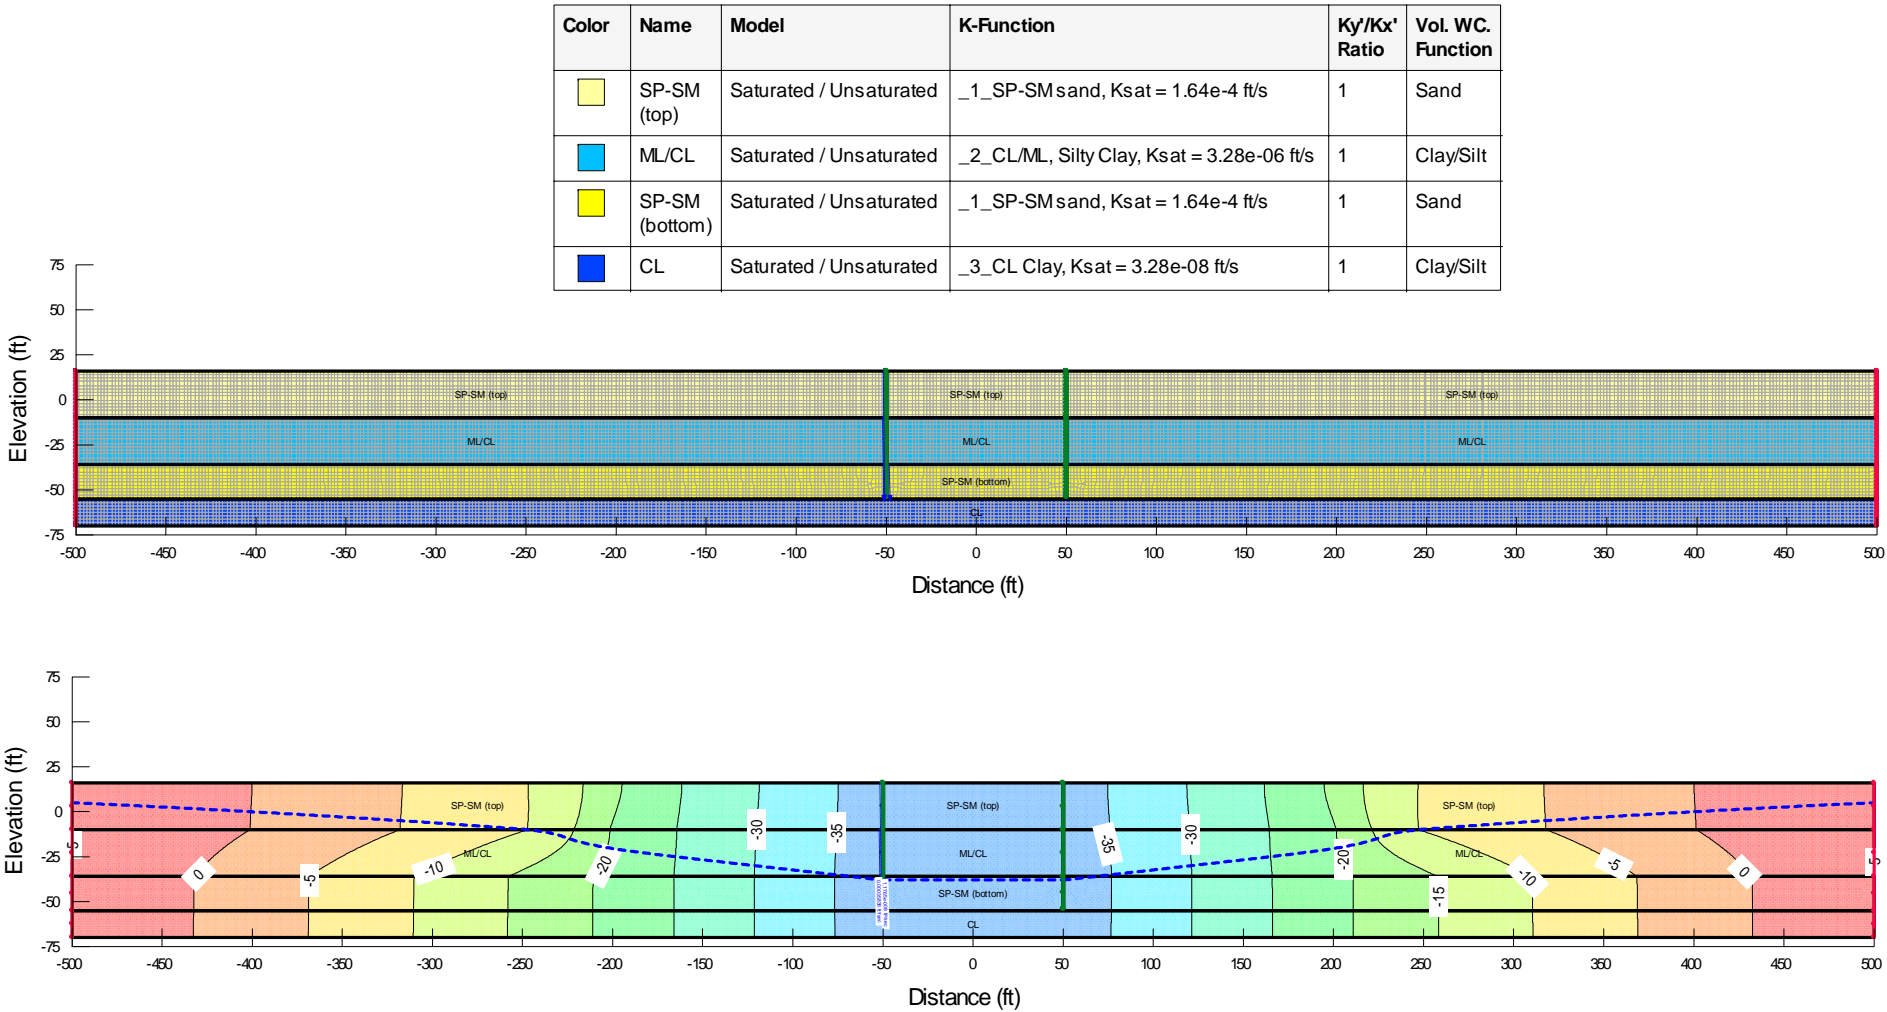 Color Name Model K-Function Ky'/Kx' Ratio Vol. WC. Function
SP-SM (top) Saturated / Unsaturated _1_SP-SM sand, Ksat = 1.64e-4 ft/s 1 Sand
ML/CL Saturated / Unsaturated _2_CL/ML, Silty Clay, Ksat = 3.28e-06 ft/s 1 Clay/Silt
SP-SM (bottom) Saturated / Unsaturated _1_SP-SM sand, Ksat = 1.64e-4 ft/s 1 Sand
CL Saturated / Unsaturated _3_CL Clay, Ksat = 3.28e-08 ft/s 1 Clay/Silt
Elevation (ft)
75
50
25
0
-25
-50
-75
SP-SM (top) SP-SM (top) SP-SM (top)
ML/CL ML/CL ML/CL
SP-SM (bottom)
CL
-500 -450 -400 -350 -300 -250 -200 -150 -100 -50 0 50 100 150 200 250 300 350 400 450 500
Distance (ft)
Elevation (ft)
75
50
25
0
-25
-50
-75
SP-SM (top) SP-SM (top) SP-SM (top)
-30 -35 -35 -30
5 0 -5 -10 ML/CL -20 ML/CL -20 ML/CL -10 -5 0 5
SP-SM (bottom) -15
CL
-500 -450 -400 -350 -300 -250 -200 -150 -100 -50 0 50 100 150 200 250 300 350 400 450 500
Distance (ft)